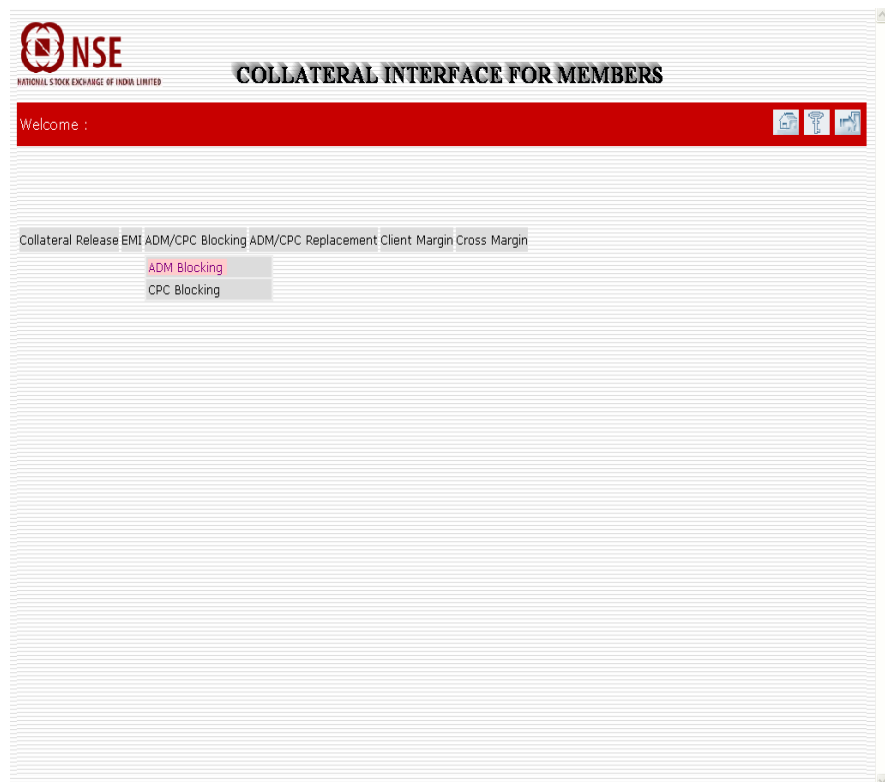 NSE
NATIONAL STOCK EXCHANGE OF INDIA LIMITED
COLLATERAL INTERFACE FOR MEMBERS
Welcome :
Collateral Release EMI ADM/CPC Blocking ADM/CPC Replacement Client Margin Cross Margin
ADM Blocking
CPC Blocking